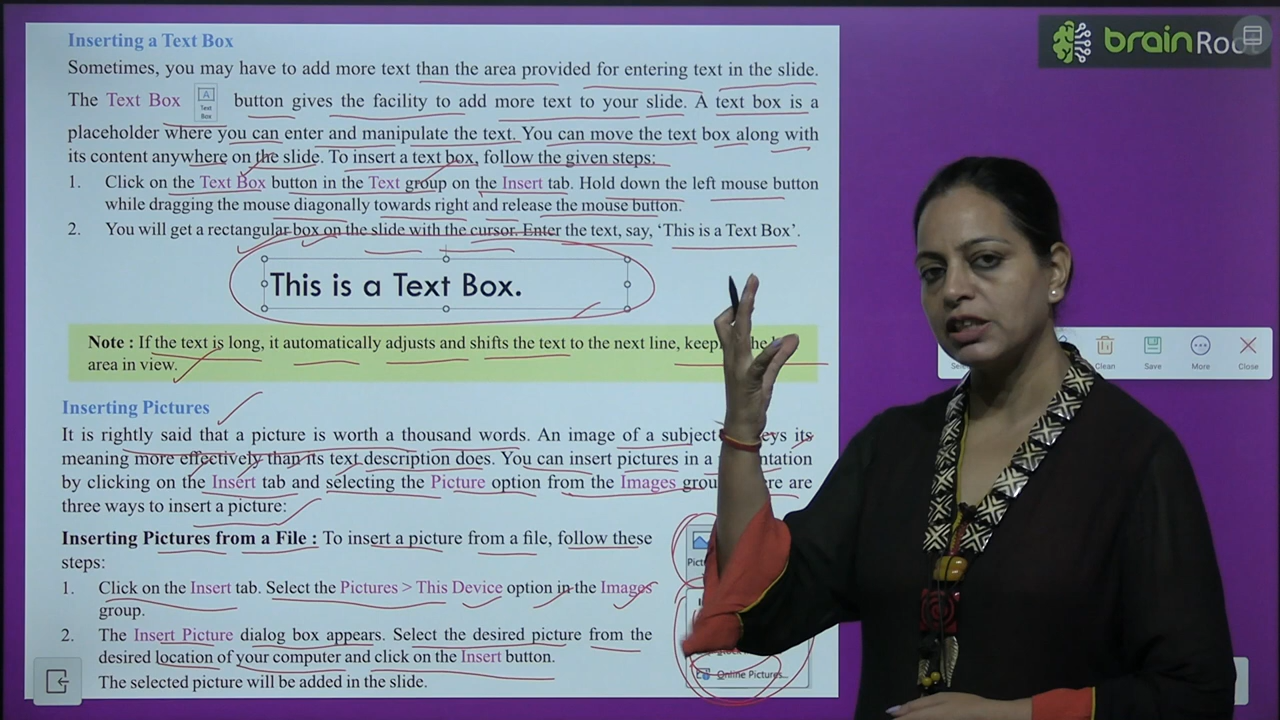 Inserting a Text Box
brainRoot
Sometimes, you may have to add more text than the area provided for entering text in the slide.
The Text Box
A
Text
Box
button gives the facility to add more text to your slide. A text box is a
placeholder where you can enter and manipulate the text. You can move the text box along with
its content anywhere on the slide. To insert a text box, follow the given steps:
1. Click on the Text Box button in the Text group on the Insert tab. Hold down the left mouse button
while dragging the mouse diagonally towards right and release the mouse button.
2. You will get a rectangular box on the slide with the cursor. Enter the text, say, ‘This is a Text Box’.
This is a Text Box.
Note : If the text is long, it automatically adjusts and shifts the text to the next line, keep he
area in view.
Clean Save More Close
Inserting Pictures
It is rightly said that a picture is worth a thousand words. An image of a subject eys its
meaning more effectively than its text description does. You can insert pictures in a ntation
by clicking on the Insert tab and selecting the Picture option from the Images grou re are
three ways to insert a picture:
Inserting Pictures from a File : To insert a picture from a file, follow these
steps:
Pict
1. Click on the Insert tab. Select the Pictures > This Device option in the Images
group.
2. The Insert Picture dialog box appears. Select the desired picture from the
desired location of your computer and click on the Insert button.
Online Pictures...
The selected picture will be added in the slide.